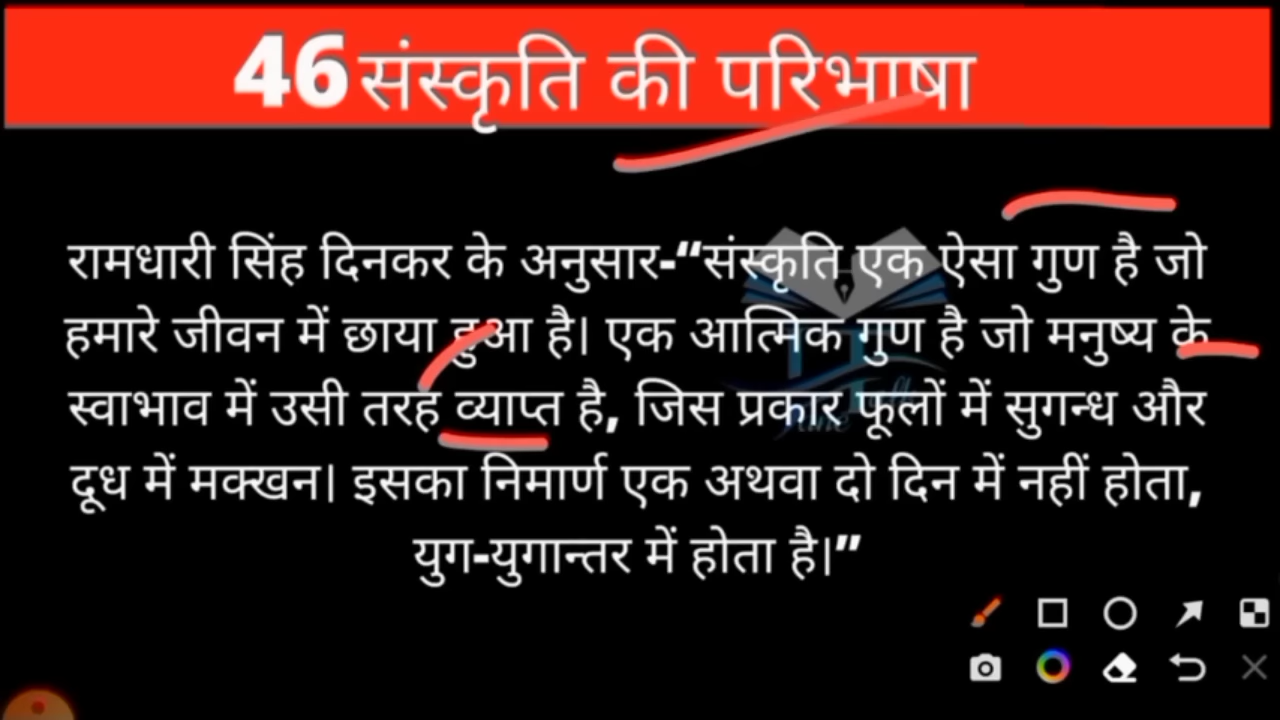 46 संस्कृति की परिभाषा
रामधारी सिंह दिनकर के अनुसार-“संस्कृति एक ऐसा गुण है जो
हमारे जीवन में छाया हुआ है। एक आत्मिक गुण है जो मनुष्य के
स्वाभाव में उसी तरह व्याप्त है, जिस प्रकार फूलों में सुगन्ध और
दूध में मक्खन। इसका निमार्ण एक अथवा दो दिन में नहीं होता,
युग-युगान्तर में होता है।”